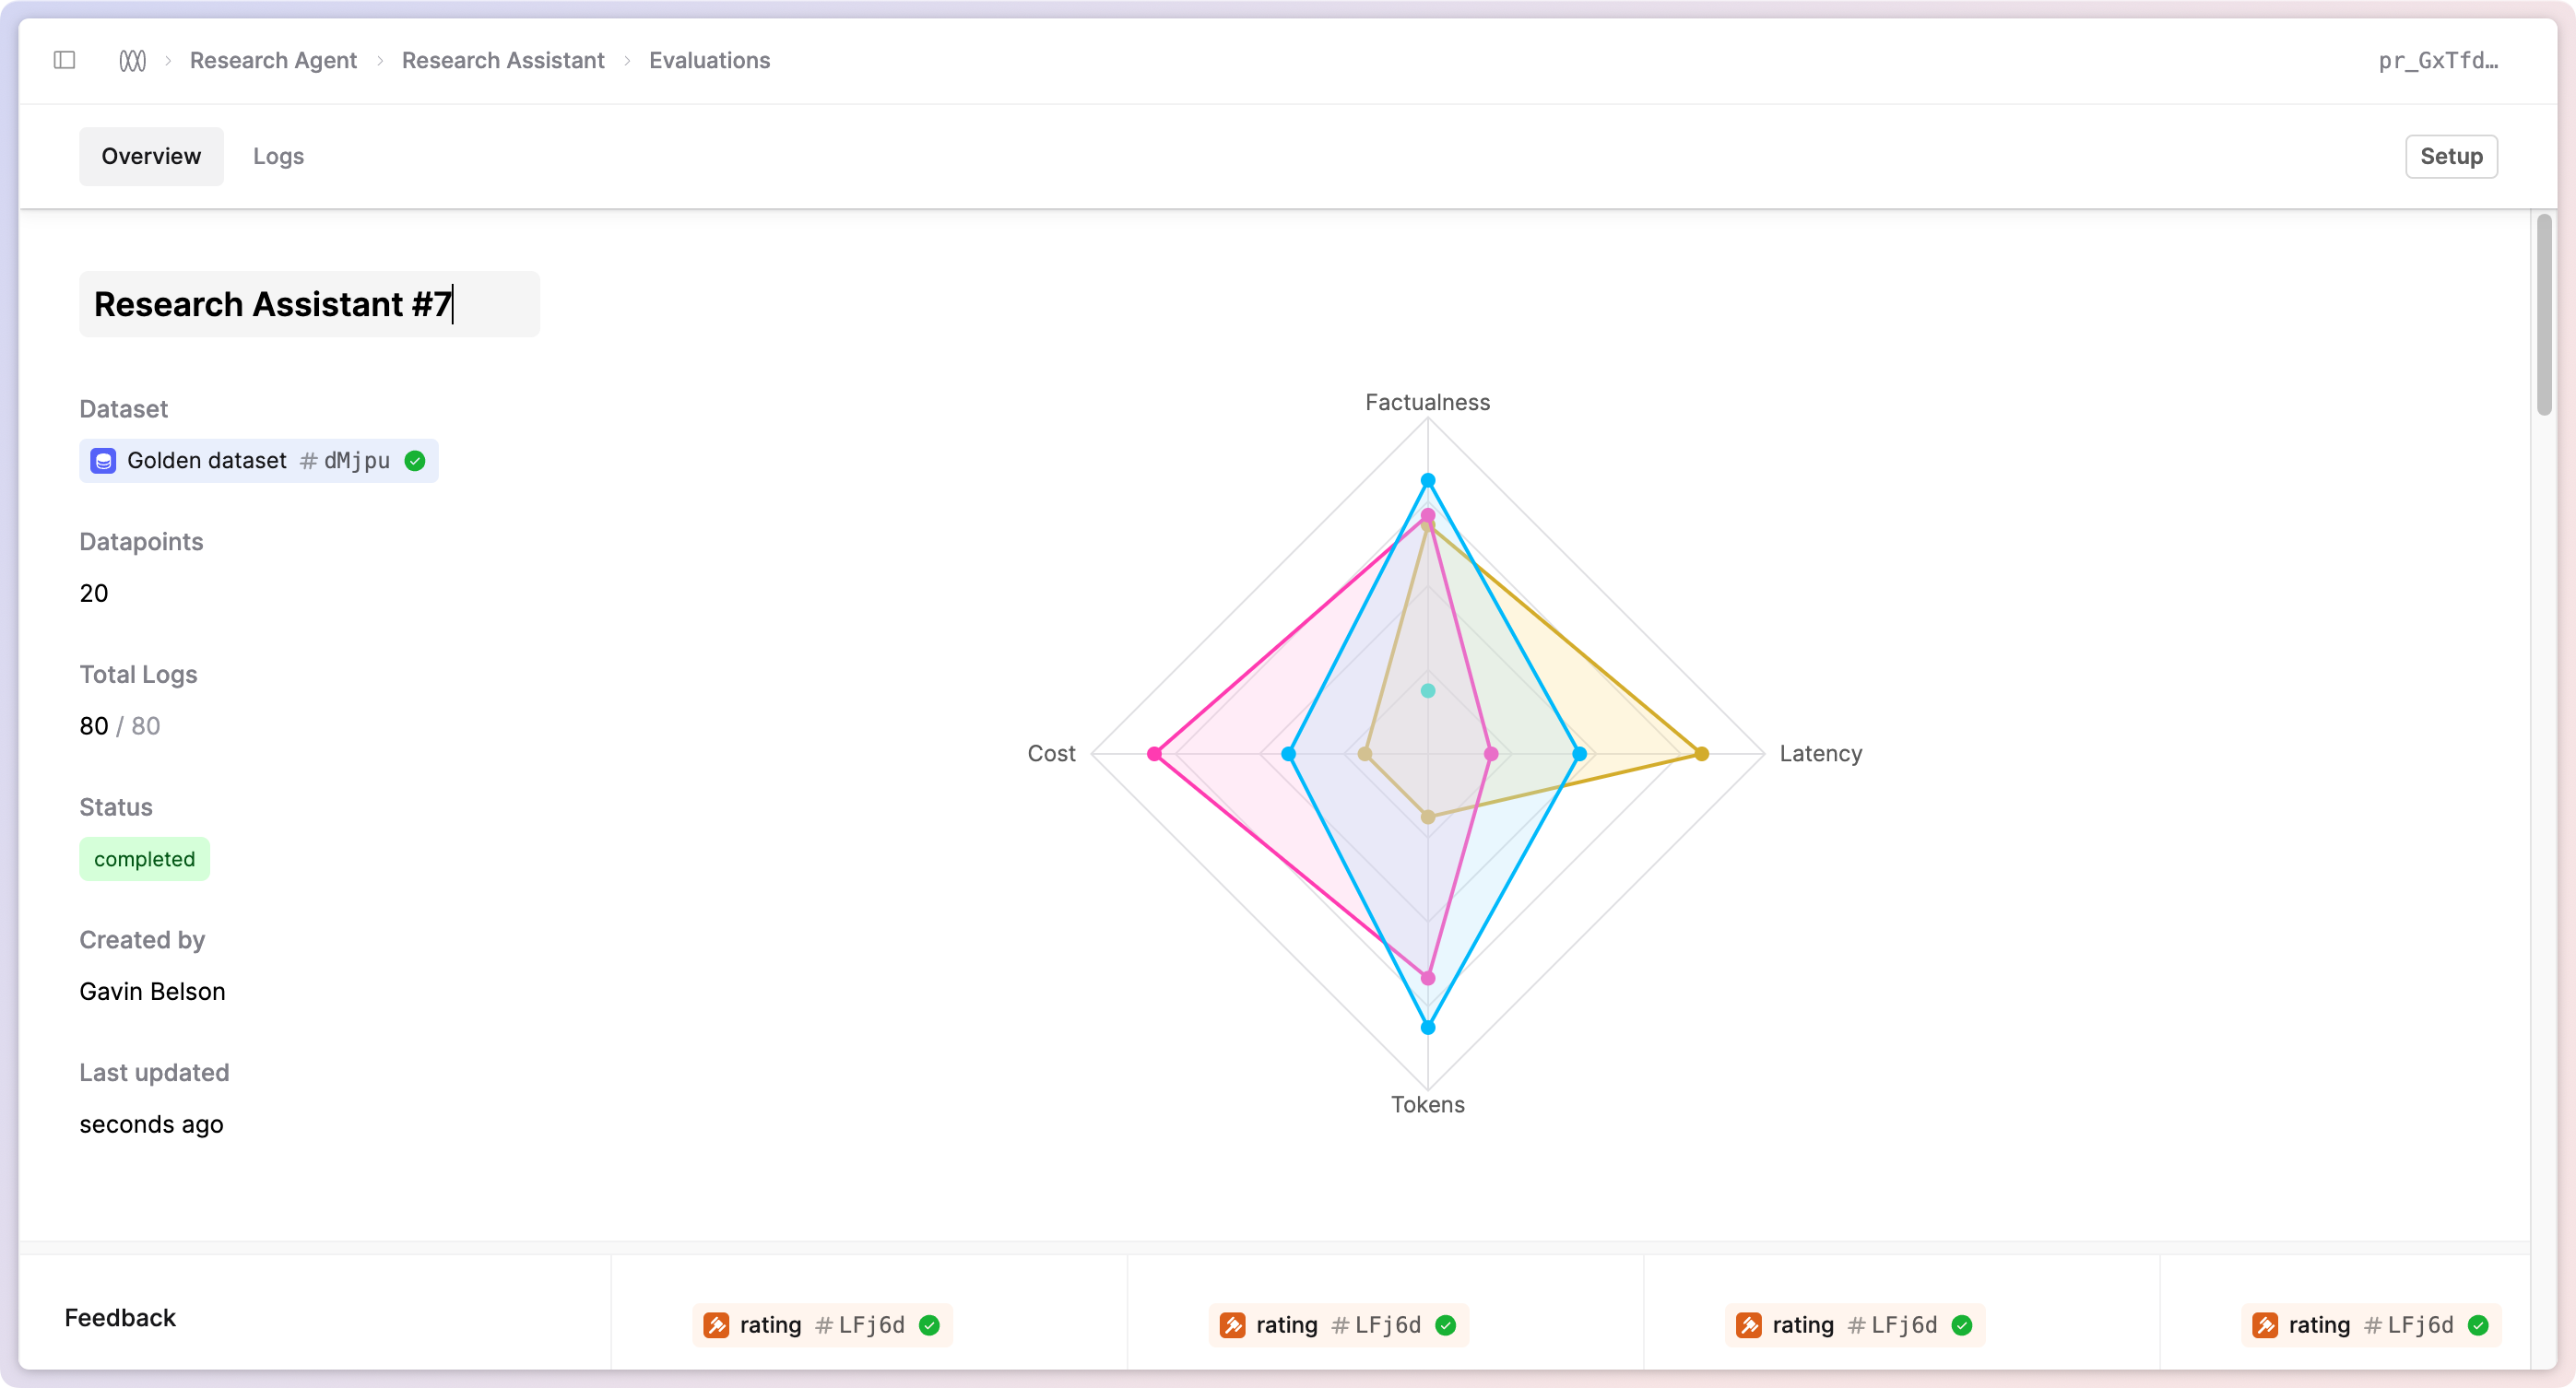 Research Agent › Research Assistant › Evaluations
pr_GxTfd…
Overview
Logs
Setup
Research Assistant #7
Dataset
Golden dataset #dMjpu
Datapoints
20
Total Logs
80 / 80
Status
completed
Created by
Gavin Belson
Last updated
seconds ago
Factualness
Cost
Latency
Tokens
Feedback
rating #LFj6d
rating #LFj6d
rating #LFj6d
rating #LFj6d